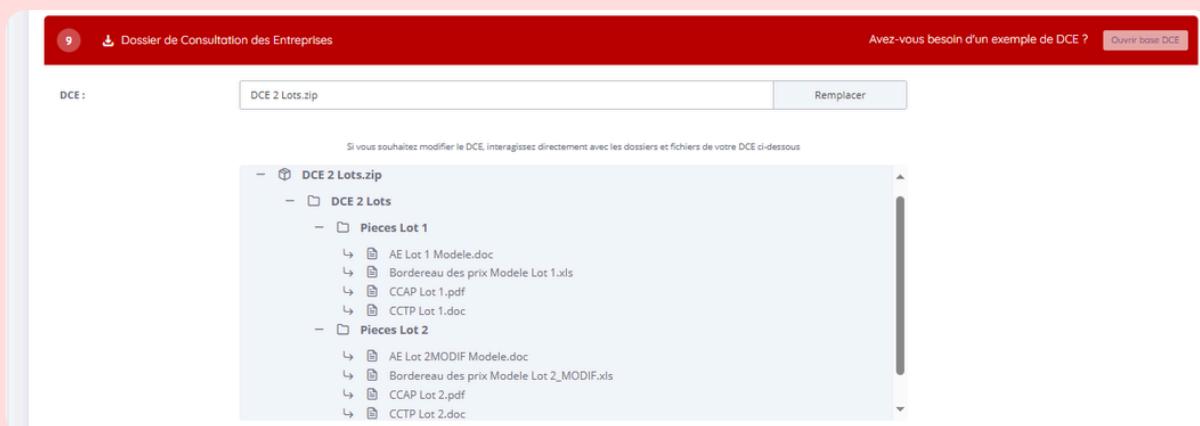 9 Dossier de Consultation des Entreprises Avez-vous besoin d'un exemple de DCE ? Ouvrir base DCE
DCE : DCE 2 Lots.zip Remplacer
Si vous souhaitez modifier le DCE, interagissez directement avec les dossiers et fichiers de votre DCE ci-dessous
DCE 2 Lots.zip
DCE 2 Lots
Pieces Lot 1
AE Lot 1 Modele.doc
Bordereau des prix Modele Lot 1.xls
CCAP Lot 1.pdf
CCTP Lot 1.doc
Pieces Lot 2
AE Lot 2MODIF Modele.doc
Bordereau des prix Modele Lot 2_MODIF.xls
CCAP Lot 2.pdf
CCTP Lot 2.doc